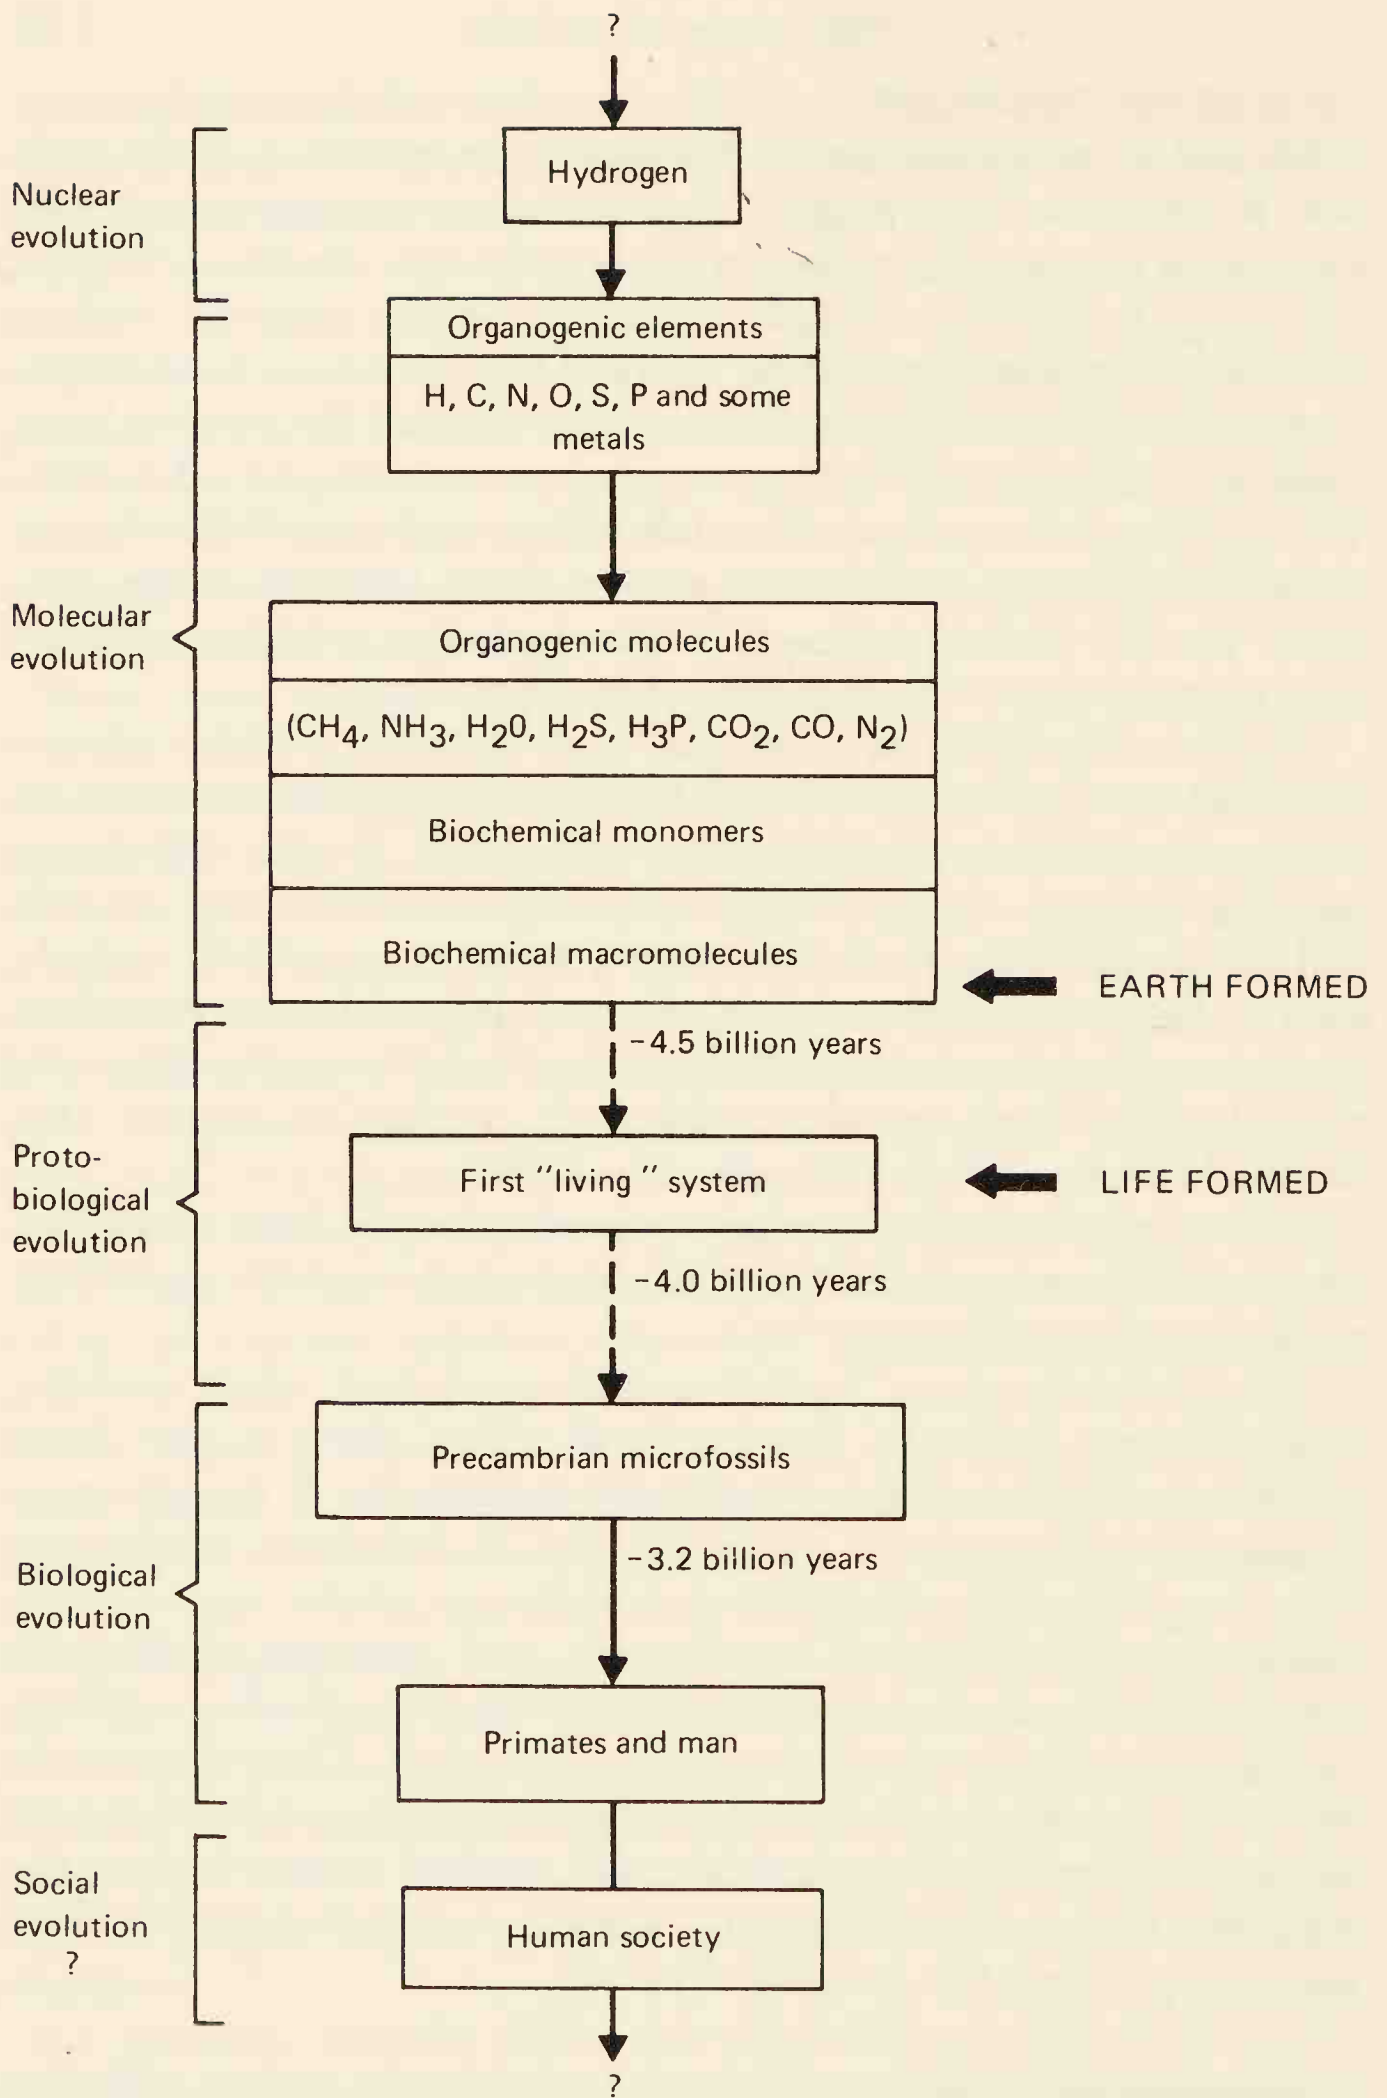 ?
Hydrogen
Nuclear
evolution
Organogenic elements
H, C, N, O, S, P and some
metals
Molecular
evolution
Organogenic molecules
(CH₄, NH₃, H₂0, H₂S, H₃P, CO₂, CO, N₂)
Biochemical monomers
Biochemical macromolecules
EARTH FORMED
-4.5 billion years
Proto-
biological
evolution
First "living" system
LIFE FORMED
-4.0 billion years
Precambrian microfossils
-3.2 billion years
Biological
evolution
Primates and man
Social
evolution
?
Human society
?